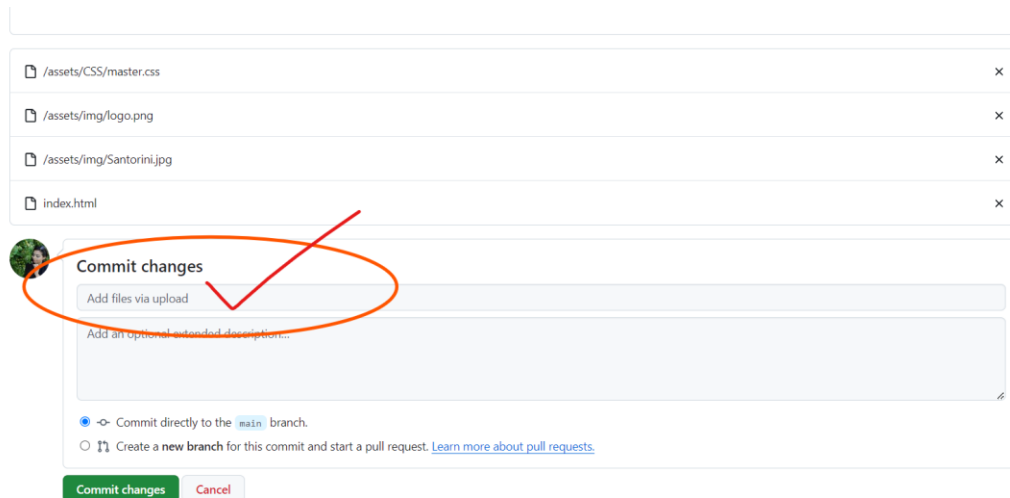 /assets/CSS/master.css
/assets/img/logo.png
/assets/img/Santorini.jpg
index.html
Commit changes
Add files via upload
Add an optional extended description...
Commit directly to the main branch.
Create a new branch for this commit and start a pull request. Learn more about pull requests.
Commit changes Cancel